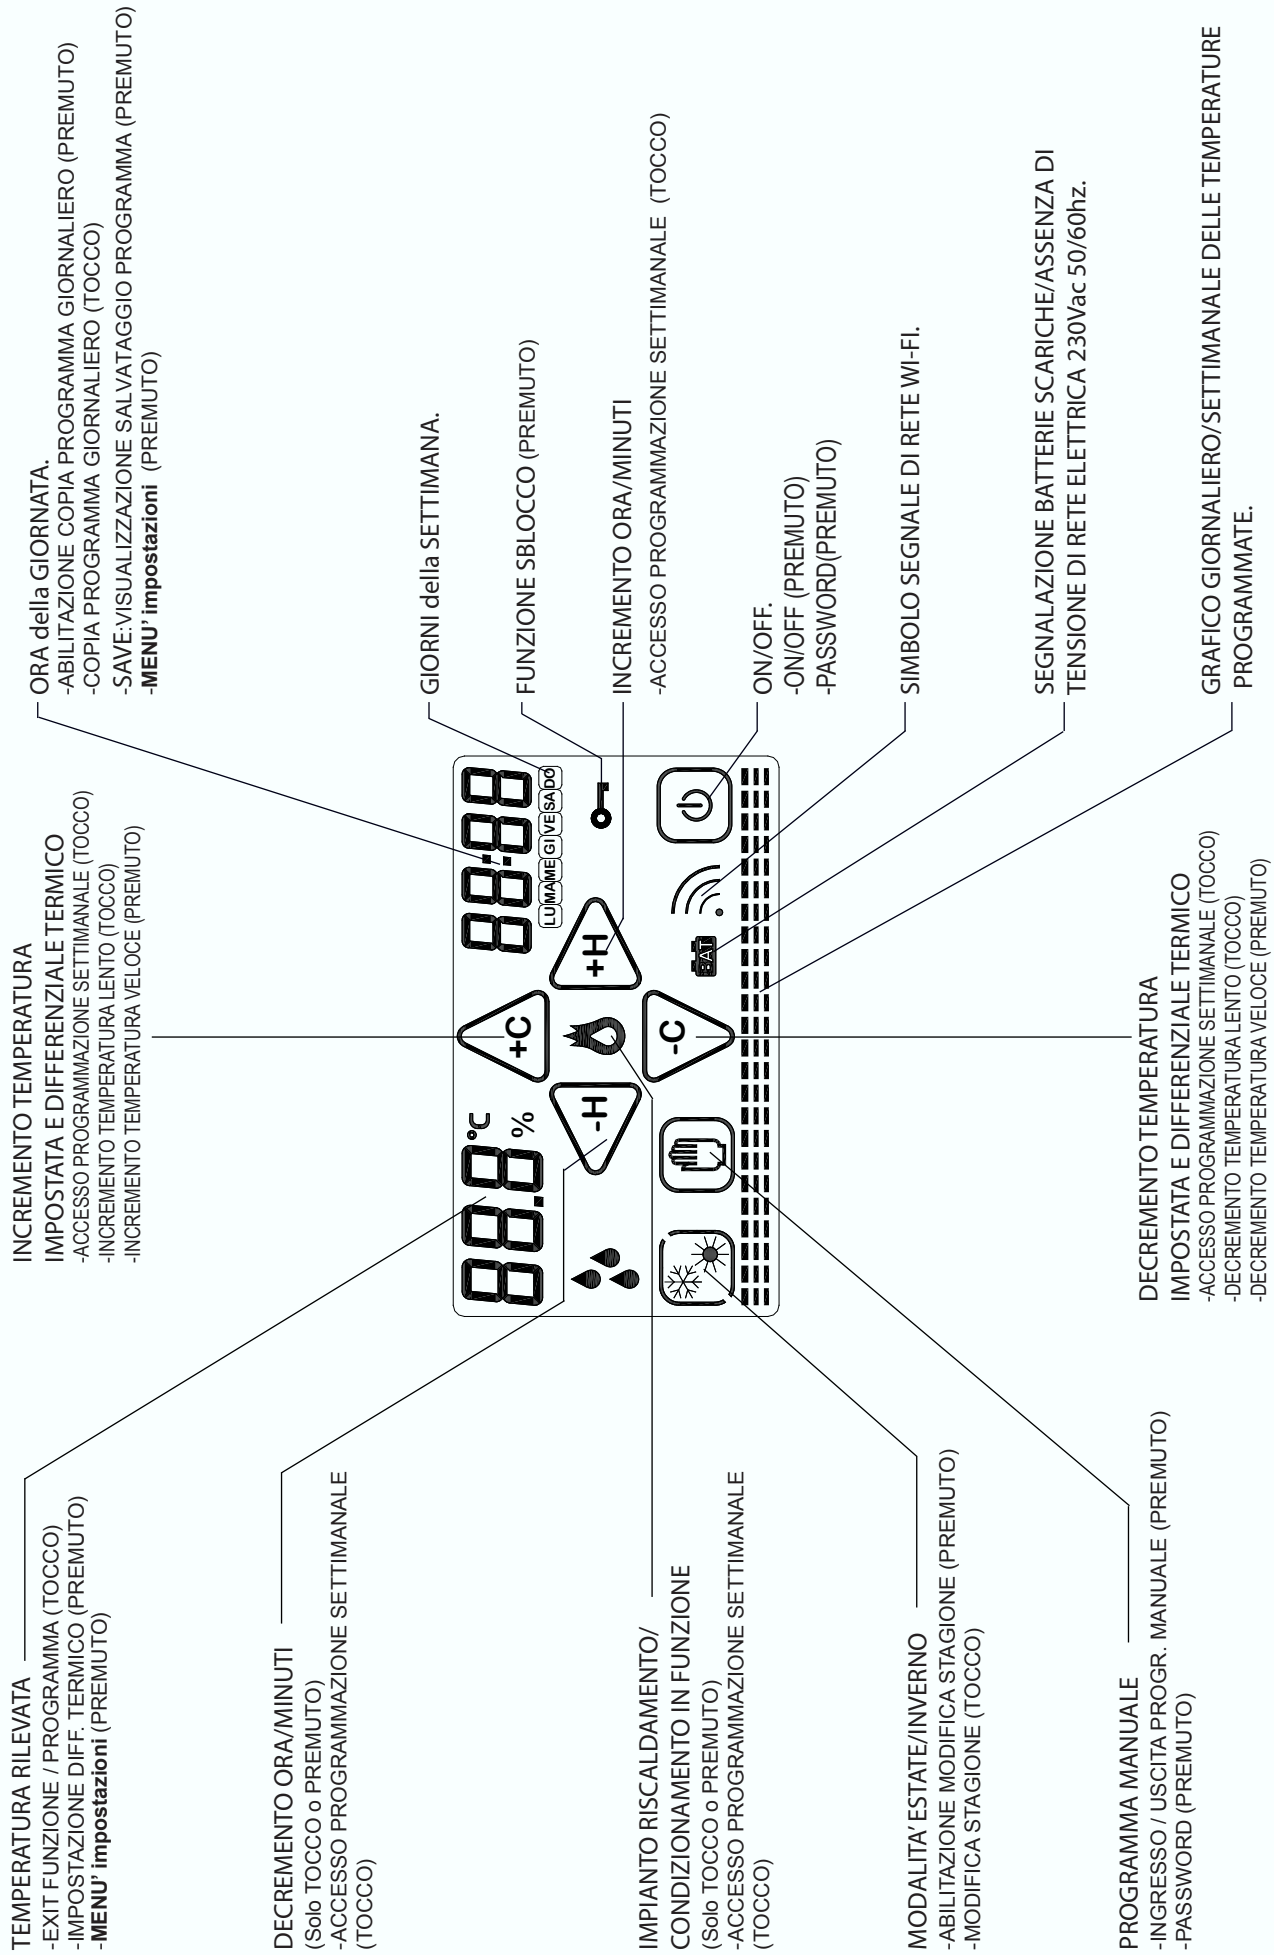 TEMPERATURA RILEVATA
-EXIT FUNZIONE / PROGRAMMA (TOCCO)
-IMPOSTAZIONE DIFF. TERMICO (PREMUTO)
-MENU' impostazioni (PREMUTO)
DECREMENTO ORA/MINUTI
(Solo TOCCO o PREMUTO)
-ACCESSO PROGRAMMAZIONE SETTIMANALE
(TOCCO)
IMPIANTO RISCALDAMENTO/
CONDIZIONAMENTO IN FUNZIONE
(Solo TOCCO o PREMUTO)
-ACCESSO PROGRAMMAZIONE SETTIMANALE
(TOCCO)
MODALITA' ESTATE/INVERNO
-ABILITAZIONE MODIFICA STAGIONE (PREMUTO)
-MODIFICA STAGIONE (TOCCO)
PROGRAMMA MANUALE
-INGRESSO / USCITA PROGR. MANUALE (PREMUTO)
-PASSWORD (PREMUTO)
INCREMENTO TEMPERATURA
IMPOSTATA E DIFFERENZIALE TERMICO
-ACCESSO PROGRAMMAZIONE SETTIMANALE (TOCCO)
-INCREMENTO TEMPERATURA LENTO (TOCCO)
-INCREMENTO TEMPERATURA VELOCE (PREMUTO)
88.8 °C
%
88:88
LU MA ME GI VE SA DO
+C
-H
+H
-C
BAT
DECREMENTO TEMPERATURA
IMPOSTATA E DIFFERENZIALE TERMICO
-ACCESSO PROGRAMMAZIONE SETTIMANALE (TOCCO)
-DECREMENTO TEMPERATURA LENTO (TOCCO)
-DECREMENTO TEMPERATURA VELOCE (PREMUTO)
ORA della GIORNATA.
-ABILITAZIONE COPIA PROGRAMMA GIORNALIERO (PREMUTO)
-COPIA PROGRAMMA GIORNALIERO (TOCCO)
-SAVE:VISUALIZZAZIONE SALVATAGGIO PROGRAMMA (PREMUTO)
-MENU' impostazioni (PREMUTO)
GIORNI della SETTIMANA.
FUNZIONE SBLOCCO (PREMUTO)
INCREMENTO ORA/MINUTI
-ACCESSO PROGRAMMAZIONE SETTIMANALE (TOCCO)
ON/OFF.
-ON/OFF (PREMUTO)
-PASSWORD(PREMUTO)
SIMBOLO SEGNALE DI RETE WI-FI.
SEGNALAZIONE BATTERIE SCARICHE/ASSENZA DI
TENSIONE DI RETE ELETTRICA 230Vac 50/60hz.
GRAFICO GIORNALIERO/SETTIMANALE DELLE TEMPERATURE
PROGRAMMATE.